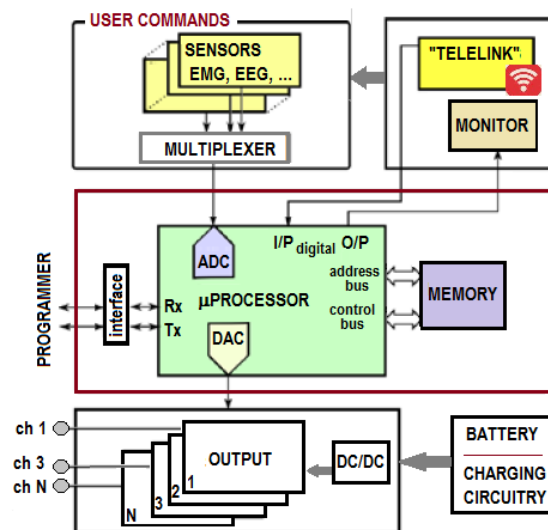 USER COMMANDS
SENSORS
EMG, EEG, ...
MULTIPLEXER
"TELELINK"
MONITOR
I/P digital O/P
ADC
address
bus
µPROCESSOR
control
bus
MEMORY
PROGRAMMER
interface
Rx
Tx
DAC
ch 1
ch 3
ch N
OUTPUT
1
2
3
N
DC/DC
BATTERY
CHARGING
CIRCUITRY